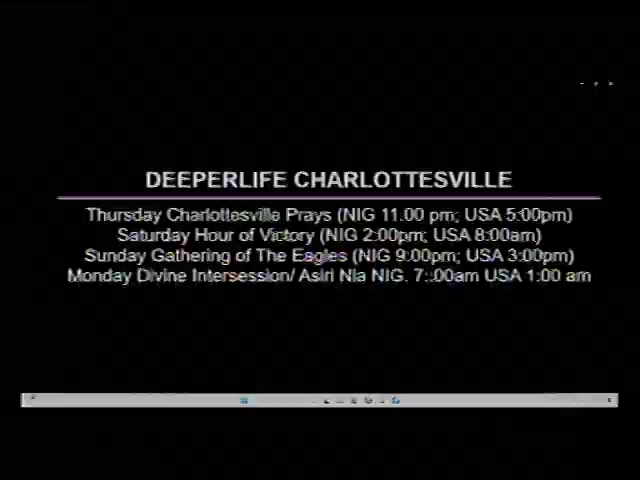 DEEPERLIFE CHARLOTTESVILLE
Thursday Charlottesville Prays (NIG 11.00 pm; USA 5:00pm)
Saturday Hour of Victory (NIG 2:00pm; USA 8:00am)
Sunday Gathering of The Eagles (NIG 9:00pm; USA 3:00pm)
Monday Divine Intersession/ Asiri Nla NIG. 7:.00am USA 1:00 am